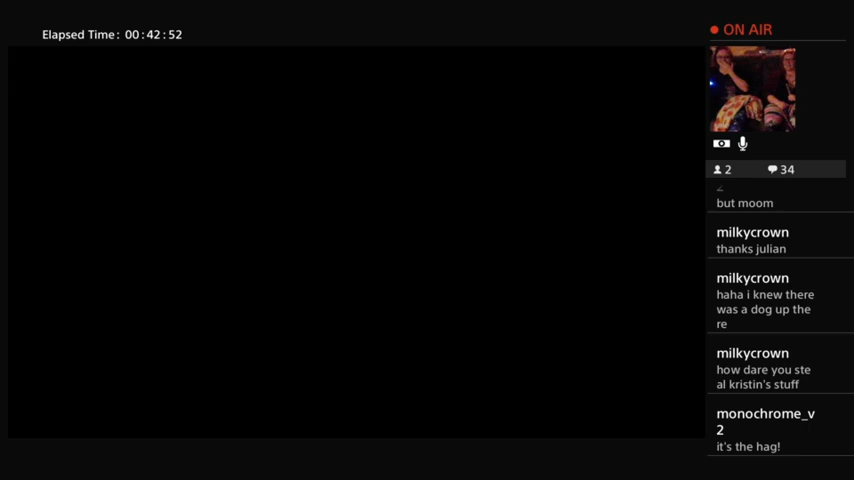 Elapsed Time: 00:42:52
ON AIR
2 34
2
but moom
milkycrown
thanks julian
milkycrown
haha i knew there
was a dog up the
re
milkycrown
how dare you ste
al kristin's stuff
monochrome_v
2
it's the hag!